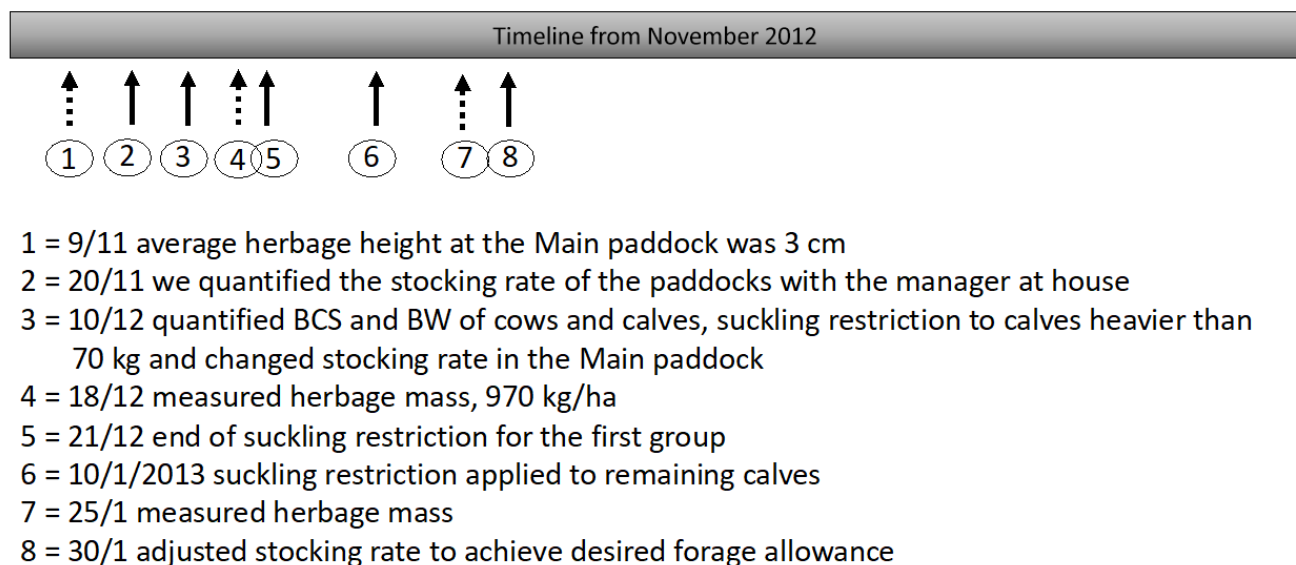 Timeline from November 2012
1 2 3 4 5 6 7 8
1 = 9/11 average herbage height at the Main paddock was 3 cm
2 = 20/11 we quantified the stocking rate of the paddocks with the manager at house
3 = 10/12 quantified BCS and BW of cows and calves, suckling restriction to calves heavier than
70 kg and changed stocking rate in the Main paddock
4 = 18/12 measured herbage mass, 970 kg/ha
5 = 21/12 end of suckling restriction for the first group
6 = 10/1/2013 suckling restriction applied to remaining calves
7 = 25/1 measured herbage mass
8 = 30/1 adjusted stocking rate to achieve desired forage allowance